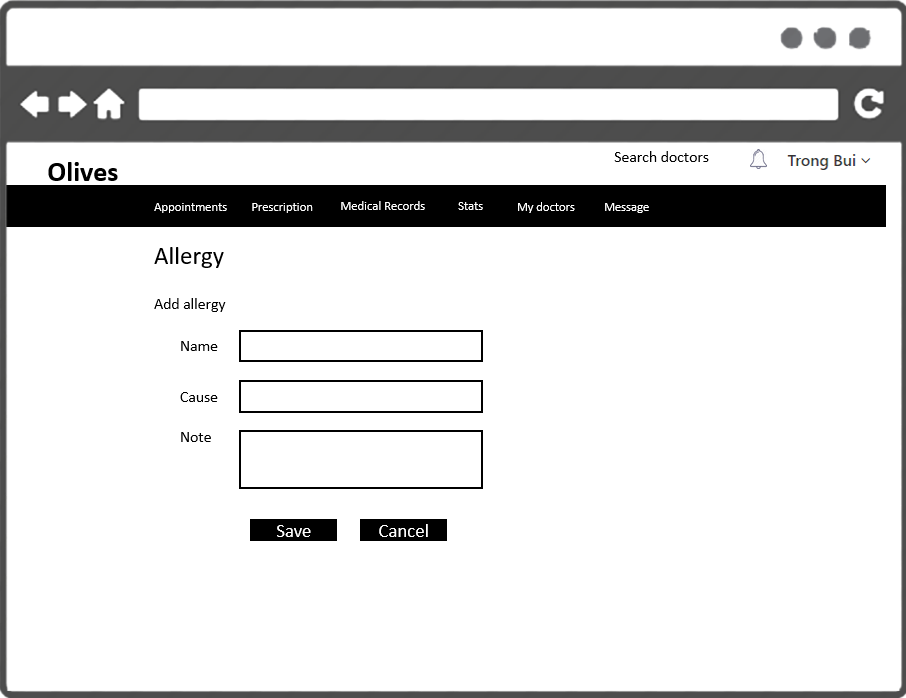 Search doctors
Trong Bui
Olives
Appointments Prescription Medical Records Stats My doctors Message
Allergy
Add allergy
Name
Cause
Note
Save Cancel